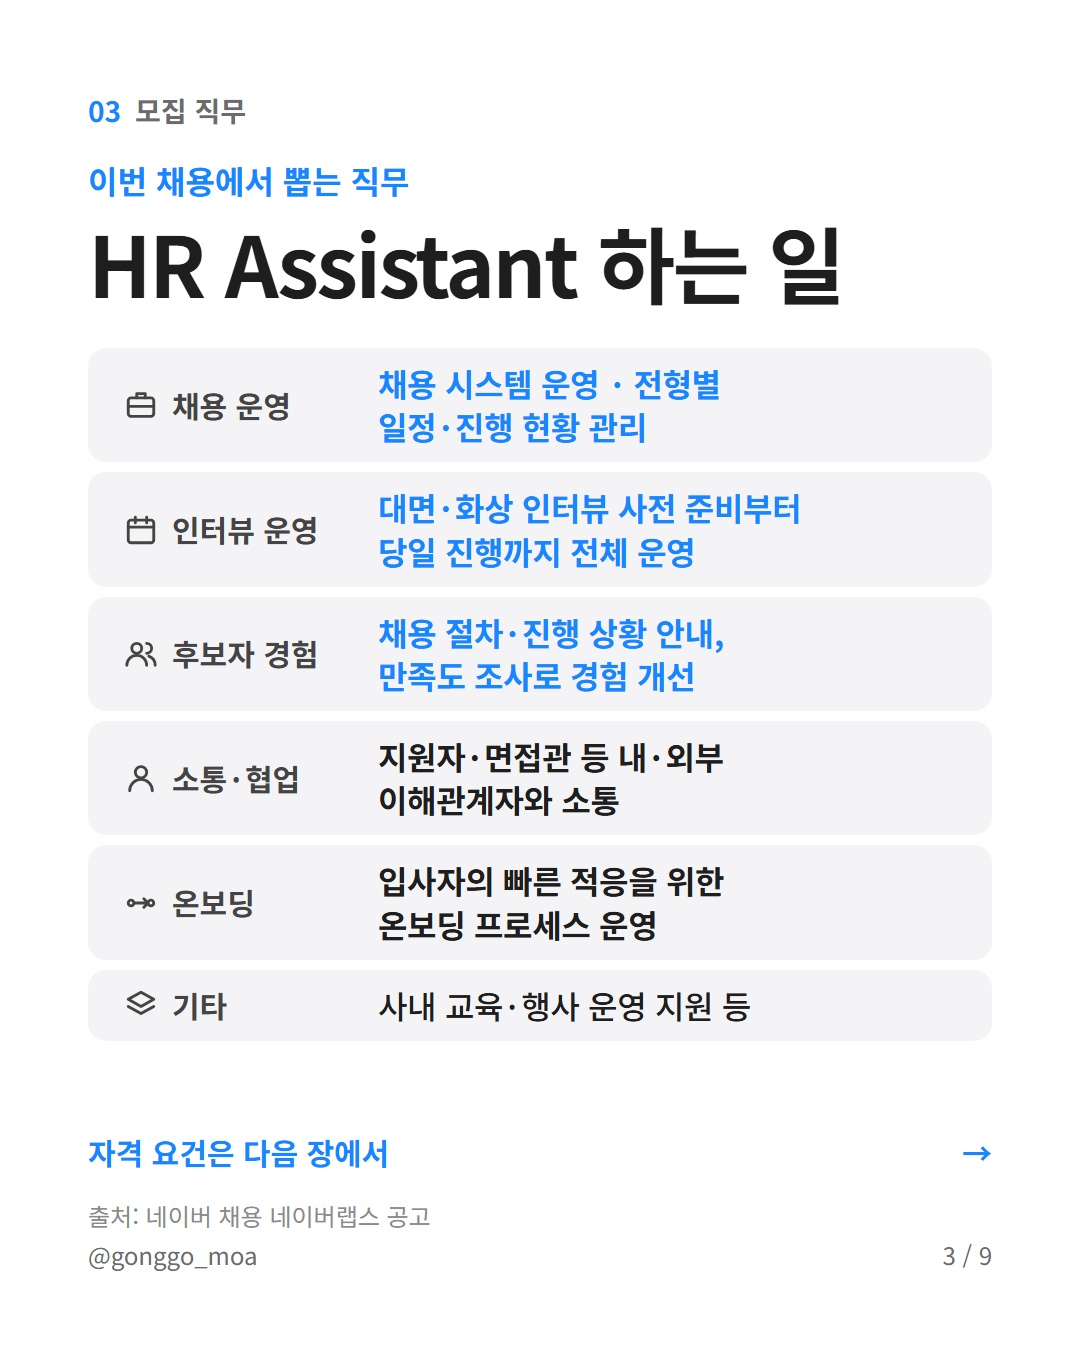 03 모집 직무
이번 채용에서 뽑는 직무
HR Assistant 하는 일
채용 운영
채용 시스템 운영 · 전형별
일정·진행 현황 관리
인터뷰 운영
대면·화상 인터뷰 사전 준비부터
당일 진행까지 전체 운영
후보자 경험
채용 절차·진행 상황 안내,
만족도 조사로 경험 개선
소통·협업
지원자·면접관 등 내·외부
이해관계자와 소통
온보딩
입사자의 빠른 적응을 위한
온보딩 프로세스 운영
기타
사내 교육·행사 운영 지원 등
자격 요건은 다음 장에서 →
출처: 네이버 채용 네이버랩스 공고
@gonggo_moa
3 / 9